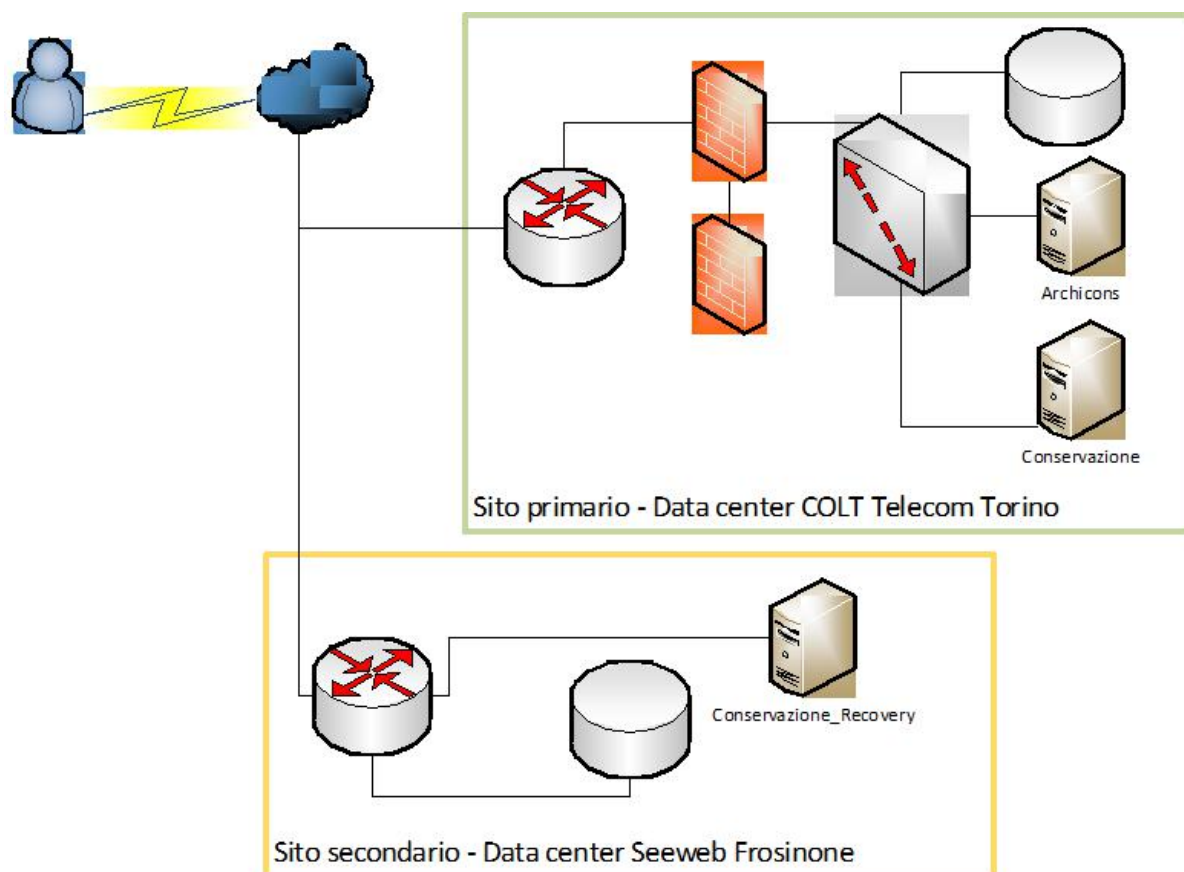 Archicons
Conservazione
Sito primario - Data center COLT Telecom Torino
Conservazione_Recovery
Sito secondario - Data center Seeweb Frosinone